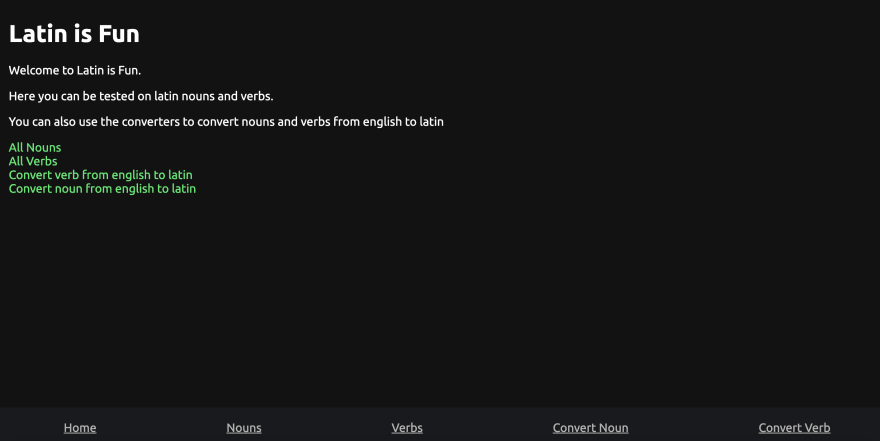 Latin is Fun
Welcome to Latin is Fun.
Here you can be tested on latin nouns and verbs.
You can also use the converters to convert nouns and verbs from english to latin
All Nouns
All Verbs
Convert verb from english to latin
Convert noun from english to latin
Home Nouns Verbs Convert Noun Convert Verb